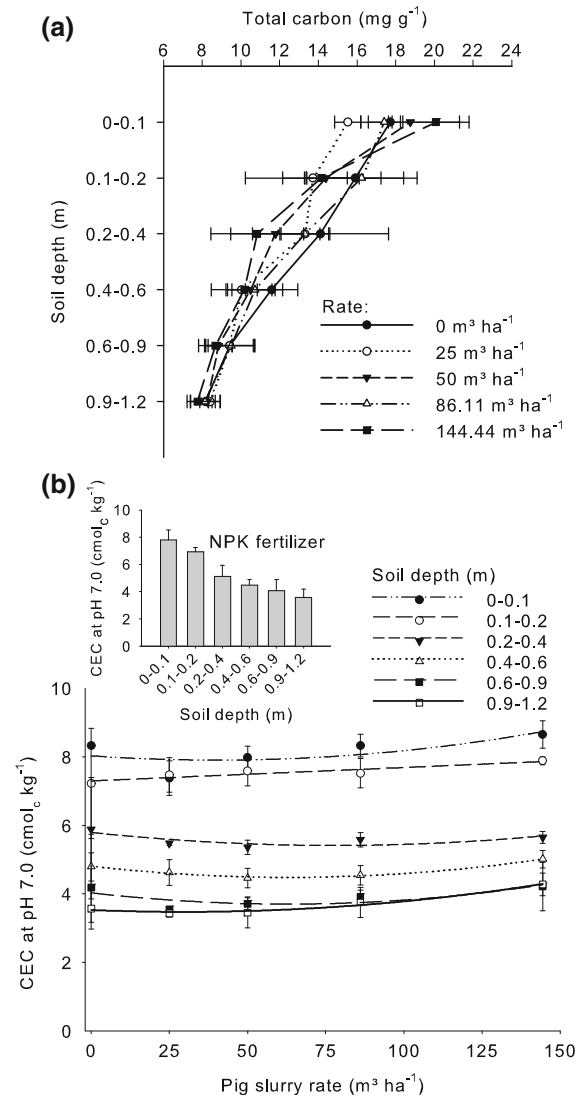 (a)
Total carbon (mg g⁻¹)
6 8 10 12 14 16 18 20 22 24
Soil depth (m)
0-0.1
0.1-0.2
0.2-0.4
0.4-0.6
0.6-0.9
0.9-1.2
Rate:
0 m³ ha⁻¹
25 m³ ha⁻¹
50 m³ ha⁻¹
86.11 m³ ha⁻¹
144.44 m³ ha⁻¹
(b)
CEC at pH 7.0 (cmol_c kg⁻¹)
10
8
6
4
2
0
NPK fertilizer
0-0.1 0.1-0.2 0.2-0.4 0.4-0.6 0.6-0.9 0.9-1.2
Soil depth (m)
Soil depth (m)
0-0.1
0.1-0.2
0.2-0.4
0.4-0.6
0.6-0.9
0.9-1.2
CEC at pH 7.0 (cmol_c kg⁻¹)
10
8
6
4
2
0
0 25 50 75 100 125 150
Pig slurry rate (m³ ha⁻¹)